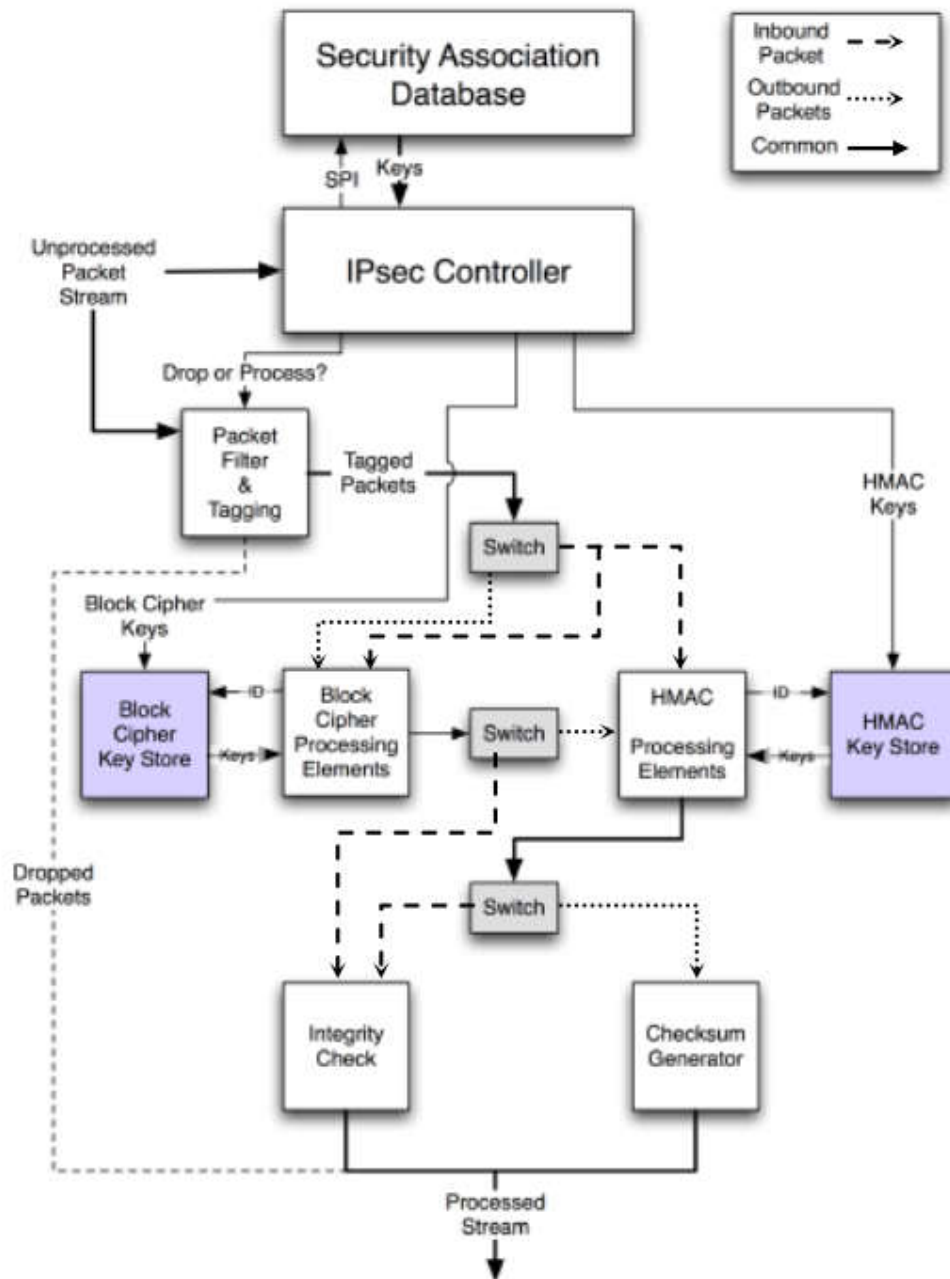 Security Association
Database
Inbound
Packet
Outbound
Packets
Common
SPI
Keys
IPsec Controller
Unprocessed
Packet
Stream
Drop or Process?
Packet
Filter
&
Tagging
Tagged
Packets
HMAC
Keys
Switch
Block Cipher
Keys
Block
Cipher
Key Store
ID
Keys
Block
Cipher
Processing
Elements
Switch
HMAC
Processing
Elements
ID
Keys
HMAC
Key Store
Dropped
Packets
Switch
Integrity
Check
Checksum
Generator
Processed
Stream